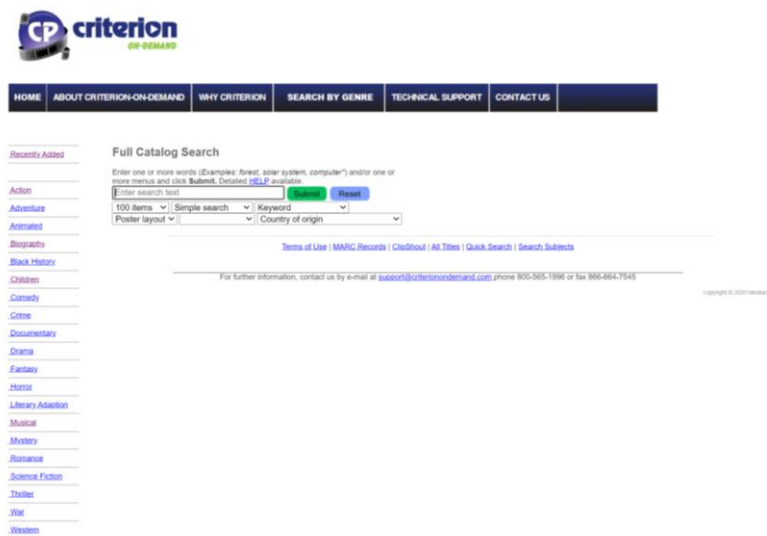 CP criterion
ON-DEMAND
HOME ABOUT CRITERION-ON-DEMAND WHY CRITERION SEARCH BY GENRE TECHNICAL SUPPORT CONTACT US
Recently Added
Action
Adventure
Animated
Biography
Black History
Children
Comedy
Crime
Documentary
Drama
Fantasy
Horror
Literary Adaption
Musical
Mystery
Romance
Science Fiction
Thriller
War
Western
Full Catalog Search
Enter one or more words (Examples: forest, solar system, computer*) and/or one or
more menus and click Submit. Detailed HELP available.
Enter search text Submit Reset
100 items Simple search Keyword
Poster layout Country of origin
Terms of Use | MARC Records | ClipShout | All Titles | Quick Search | Search Subjects
For further information, contact us by e-mail at support@criterionondemand.com,phone 800-565-1996 or fax 866-664-7545
copyright © 2020